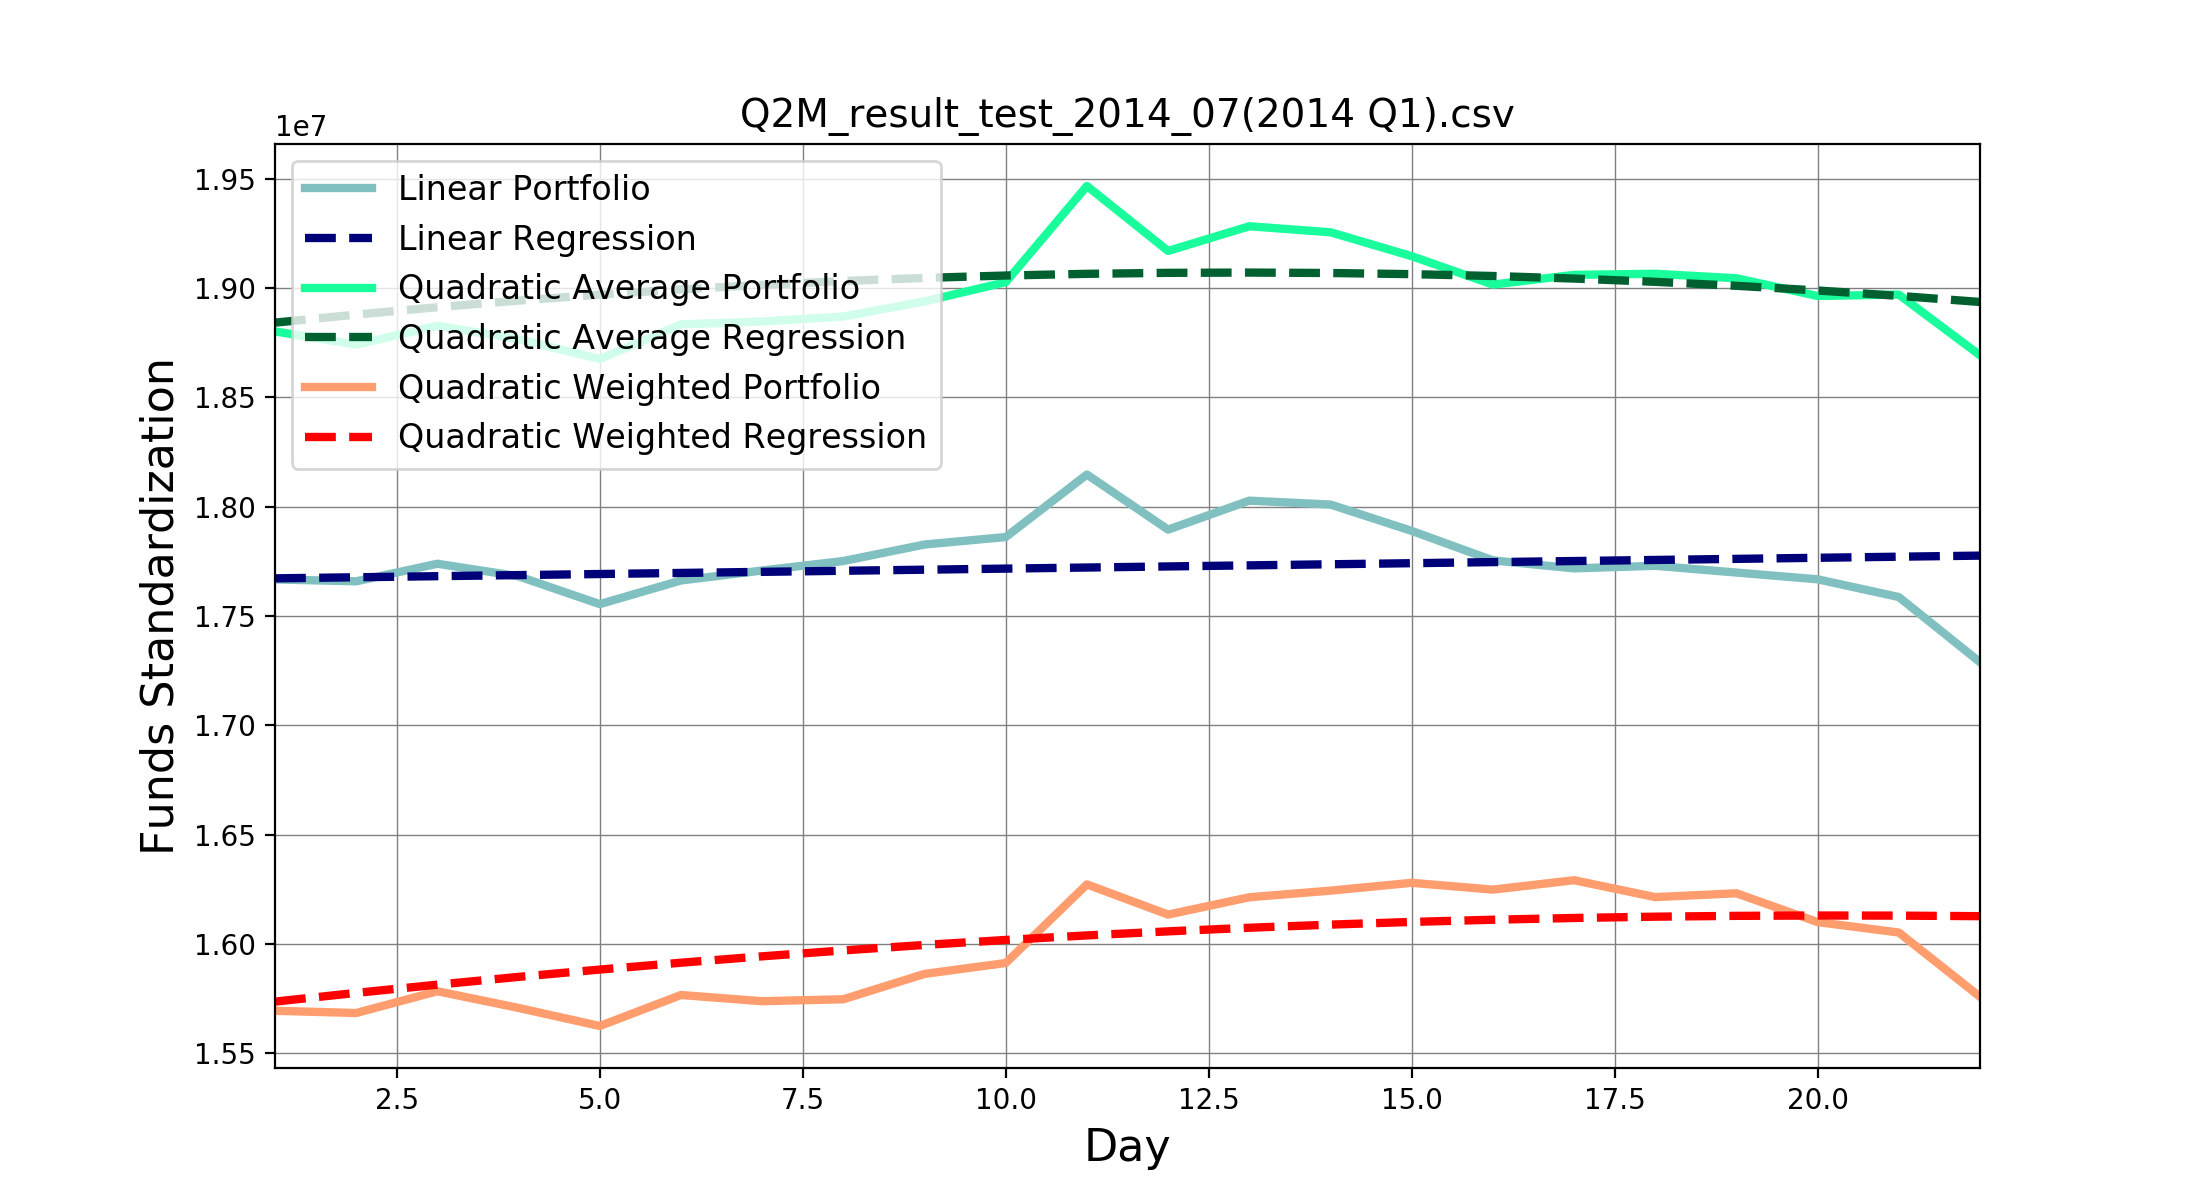 Q2M_result_test_2014_07(2014 Q1).csv
1e7
1.95
1.90
1.85
1.80
1.75
1.70
1.65
1.60
1.55
Funds Standardization
Linear Portfolio
Linear Regression
Quadratic Average Portfolio
Quadratic Average Regression
Quadratic Weighted Portfolio
Quadratic Weighted Regression
2.5 5.0 7.5 10.0 12.5 15.0 17.5 20.0
Day